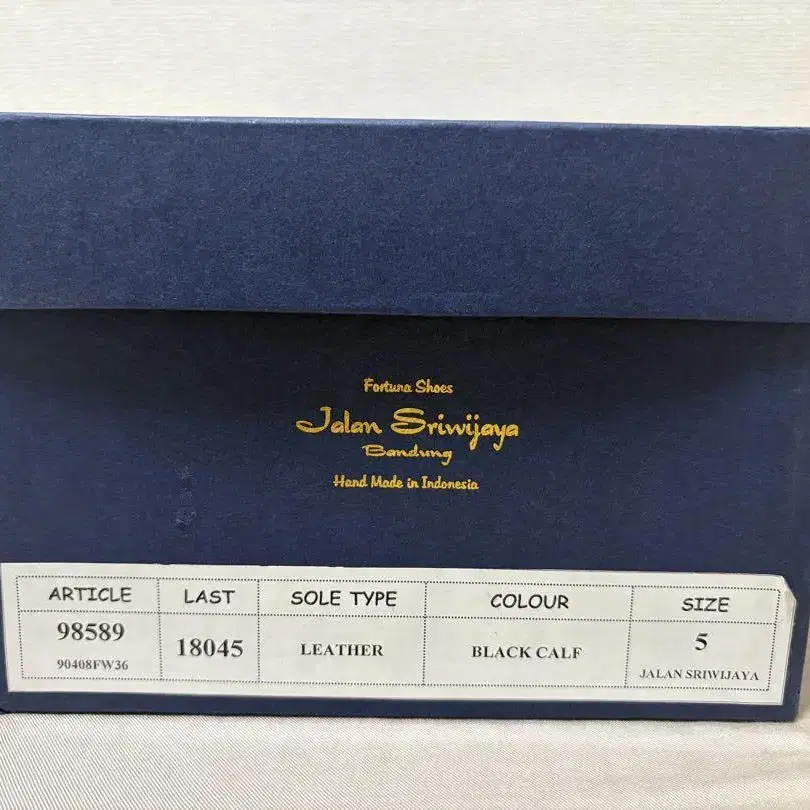 Fortuna Shoes
Jalan Sriwijaya
Bandung
Hand Made in Indonesia
ARTICLE LAST SOLE TYPE COLOUR SIZE
98589 18045 LEATHER BLACK CALF 5
90408FW36 JALAN SRIWIJAYA